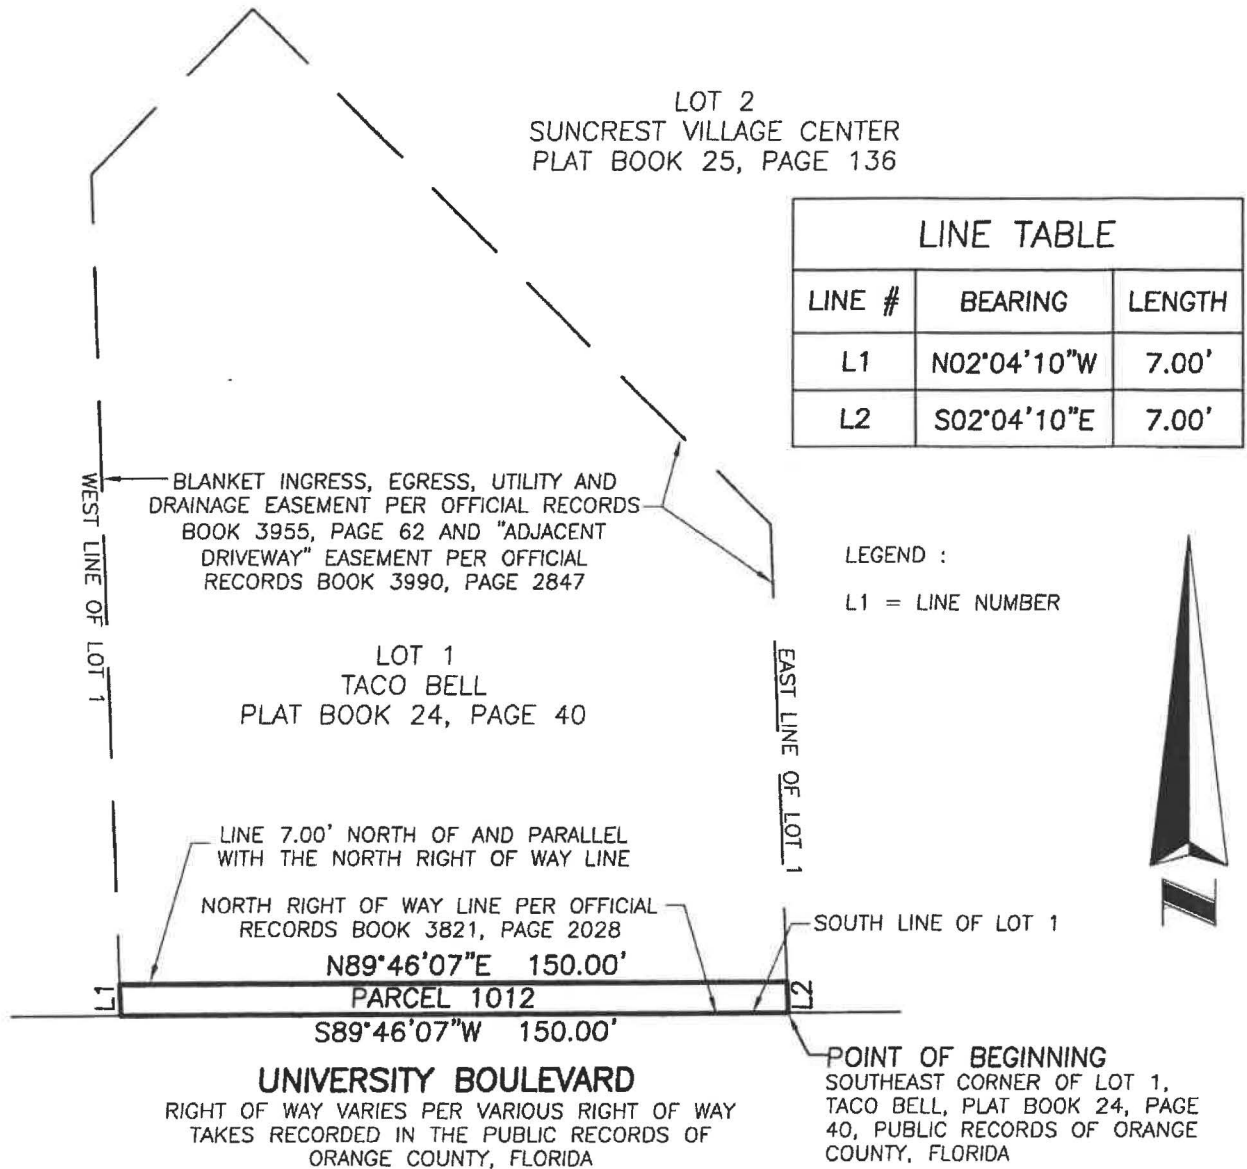 LOT 2
SUNCREST VILLAGE CENTER
PLAT BOOK 25, PAGE 136
LINE TABLE
LINE # BEARING LENGTH
L1 N02°04'10"W 7.00'
L2 S02°04'10"E 7.00'
BLANKET INGRESS, EGRESS, UTILITY AND
DRAINAGE EASEMENT PER OFFICIAL RECORDS
BOOK 3955, PAGE 62 AND "ADJACENT
DRIVEWAY" EASEMENT PER OFFICIAL
RECORDS BOOK 3990, PAGE 2847
WEST LINE OF LOT 1
LEGEND :
L1 = LINE NUMBER
LOT 1
TACO BELL
PLAT BOOK 24, PAGE 40
EAST LINE OF LOT 1
N
LINE 7.00' NORTH OF AND PARALLEL
WITH THE NORTH RIGHT OF WAY LINE
NORTH RIGHT OF WAY LINE PER OFFICIAL
RECORDS BOOK 3821, PAGE 2028
SOUTH LINE OF LOT 1
N89°46'07"E 150.00'
L1
PARCEL 1012
L2
S89°46'07"W 150.00'
POINT OF BEGINNING
SOUTHEAST CORNER OF LOT 1,
TACO BELL, PLAT BOOK 24, PAGE
40, PUBLIC RECORDS OF ORANGE
COUNTY, FLORIDA
UNIVERSITY BOULEVARD
RIGHT OF WAY VARIES PER VARIOUS RIGHT OF WAY
TAKES RECORDED IN THE PUBLIC RECORDS OF
ORANGE COUNTY, FLORIDA